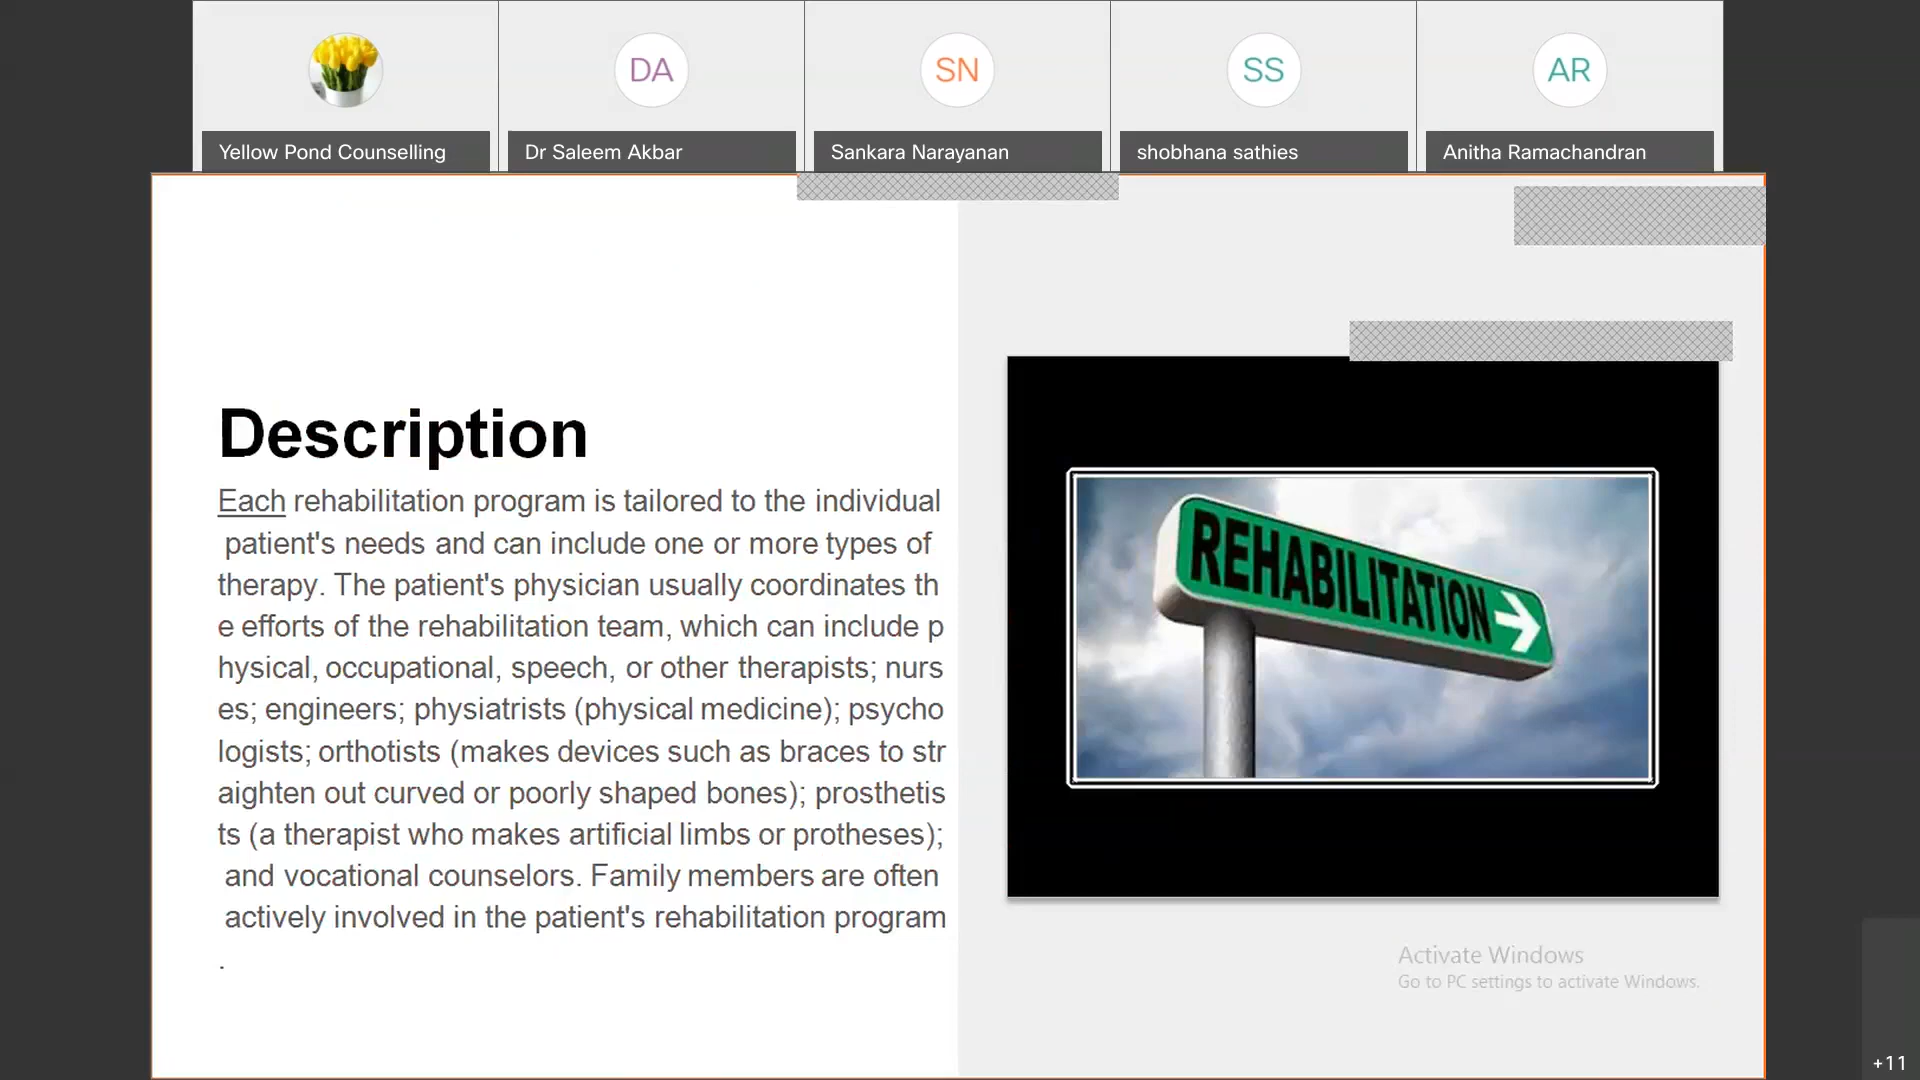 DA
SN
SS
AR
Yellow Pond Counselling
Dr Saleem Akbar
Sankara Narayanan
shobhana sathies
Anitha Ramachandran
Description
Each rehabilitation program is tailored to the individual
patient's needs and can include one or more types of
therapy. The patient's physician usually coordinates th
e efforts of the rehabilitation team, which can include p
hysical, occupational, speech, or other therapists; nurs
es; engineers; physiatrists (physical medicine); psycho
logists; orthotists (makes devices such as braces to str
aighten out curved or poorly shaped bones); prosthetis
ts (a therapist who makes artificial limbs or protheses);
and vocational counselors. Family members are often
actively involved in the patient's rehabilitation program
.
REHABILITATION
Activate Windows
Go to PC settings to activate Windows.
+11